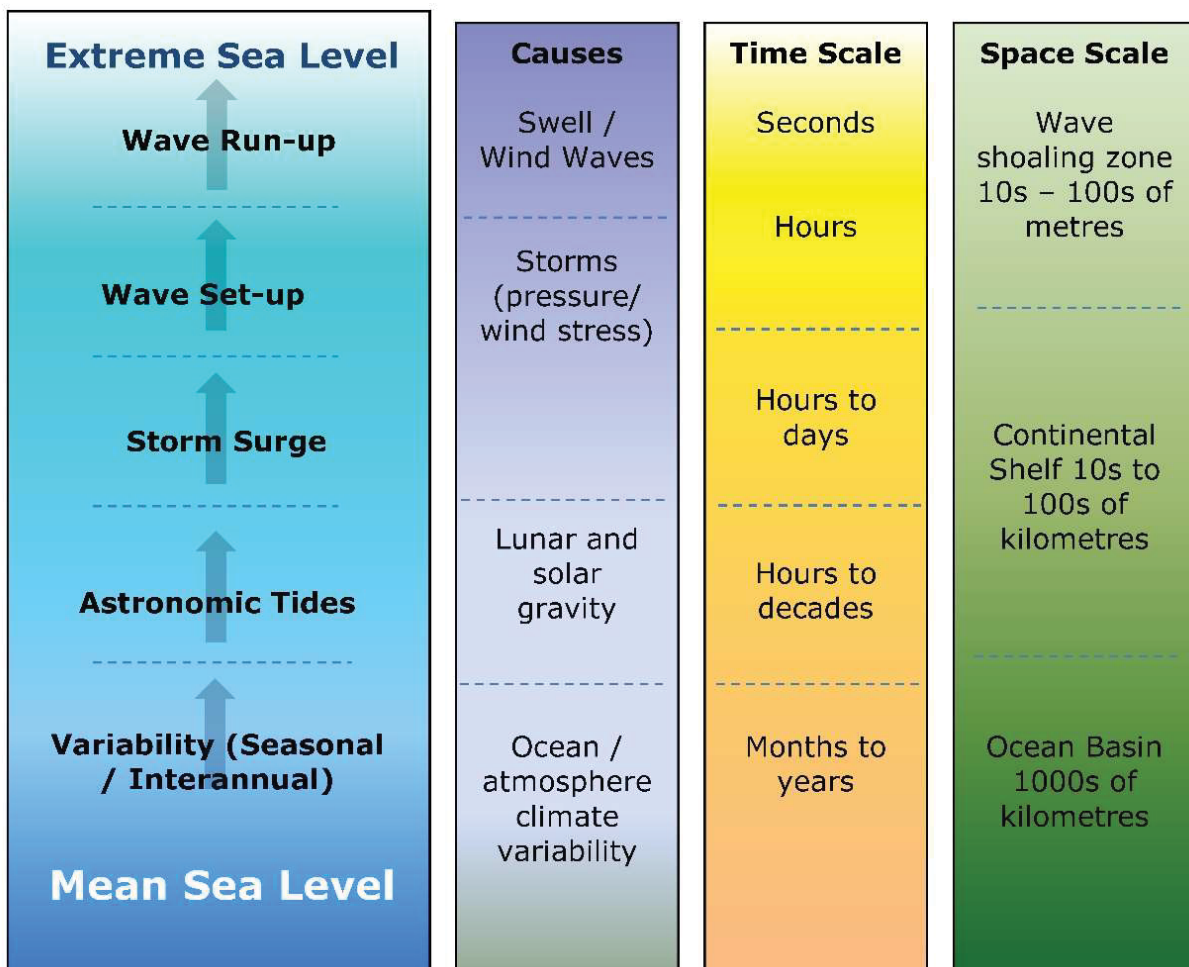 Extreme Sea Level
Wave Run-up
Wave Set-up
Storm Surge
Astronomic Tides
Variability (Seasonal
/ Interannual)
Mean Sea Level
Causes
Swell /
Wind Waves
Storms
(pressure/
wind stress)
Lunar and
solar
gravity
Ocean /
atmosphere
climate
variability
Time Scale
Seconds
Hours
Hours to
days
Hours to
decades
Months to
years
Space Scale
Wave
shoaling zone
10s – 100s of
metres
Continental
Shelf 10s to
100s of
kilometres
Ocean Basin
1000s of
kilometres